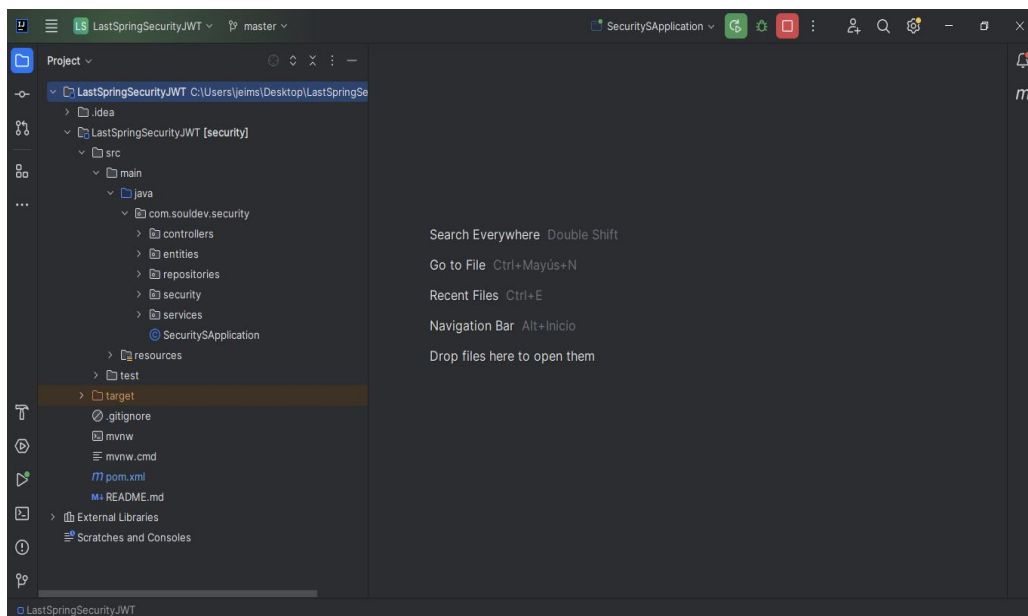 LS LastSpringSecurityJWT master SecuritySApplication
Project
LastSpringSecurityJWT C:\Users\jeims\Desktop\LastSpringSe
.idea
LastSpringSecurityJWT [security]
src
main
java
com.souldev.security
controllers
entities
repositories
security
services
SecuritySApplication
resources
test
target
.gitignore
mvnw
mvnw.cmd
m pom.xml
M↓ README.md
External Libraries
Scratches and Consoles
Search Everywhere Double Shift
Go to File Ctrl+Mayús+N
Recent Files Ctrl+E
Navigation Bar Alt+Inicio
Drop files here to open them
m
LastSpringSecurityJWT